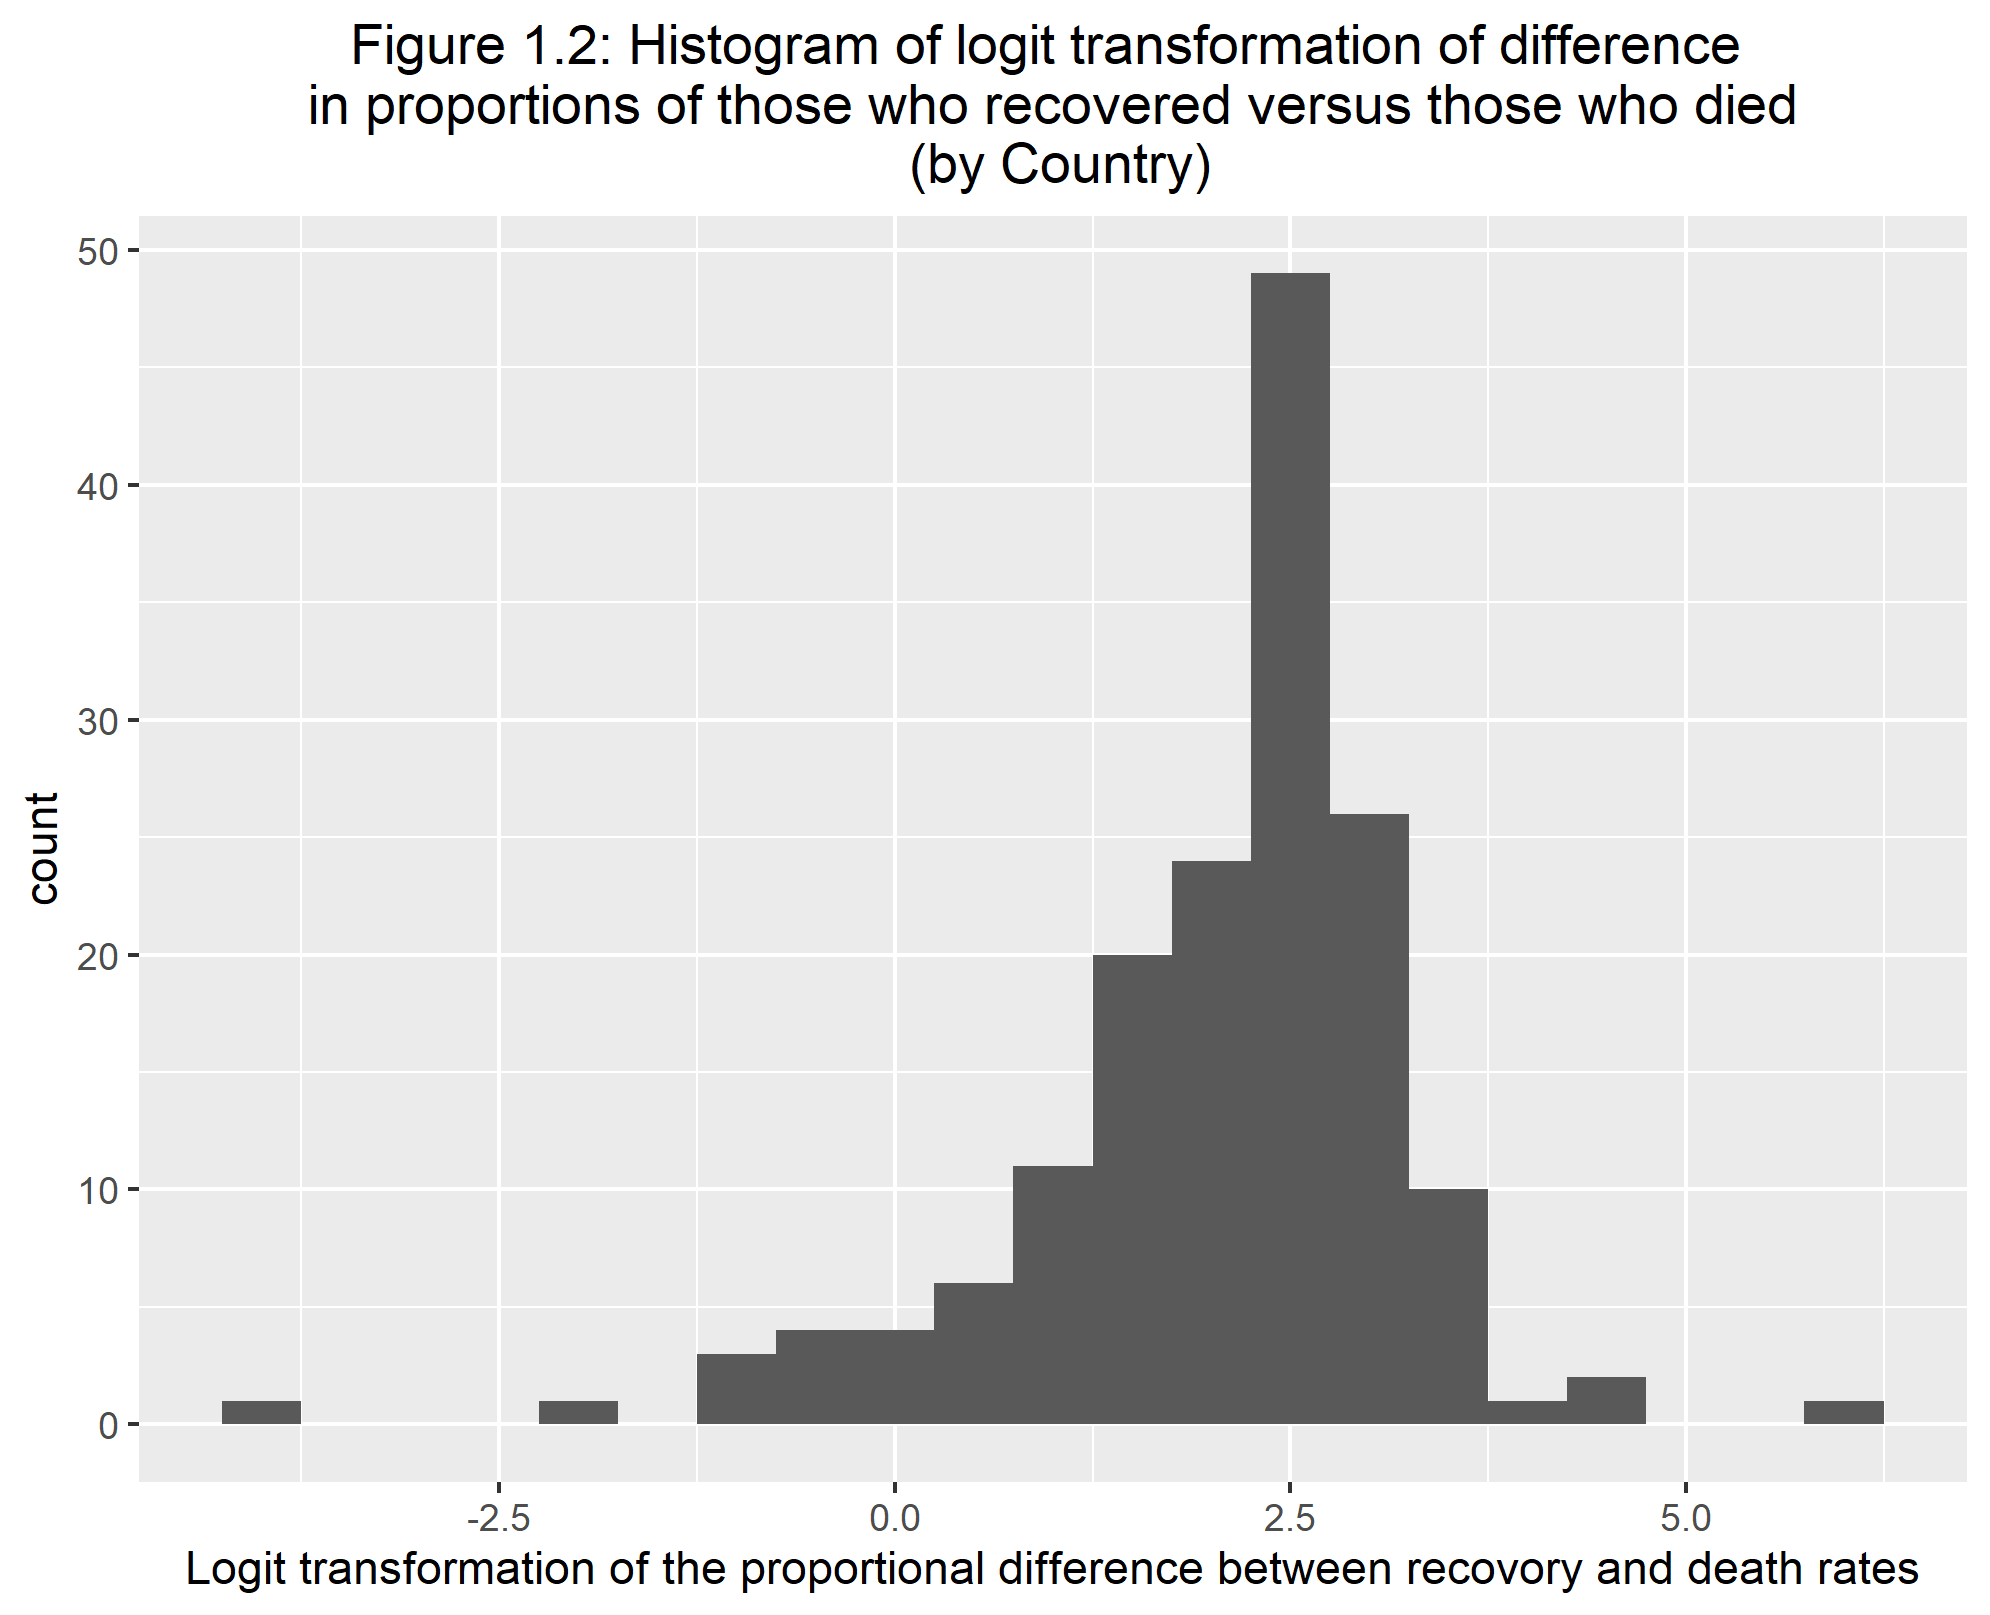 Figure 1.2: Histogram of logit transformation of difference
in proportions of those who recovered versus those who died
(by Country)
50
40
30
20
10
0
count
-2.5
0.0
2.5
5.0
Logit transformation of the proportional difference between recovory and death rates